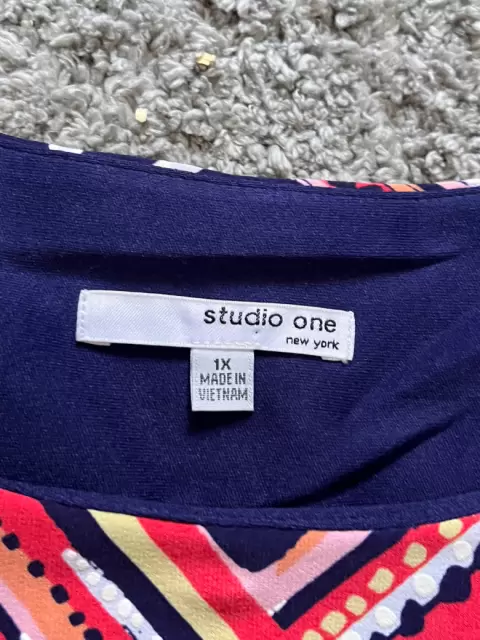 studio one
new york
1X
MADE IN
VIETNAM